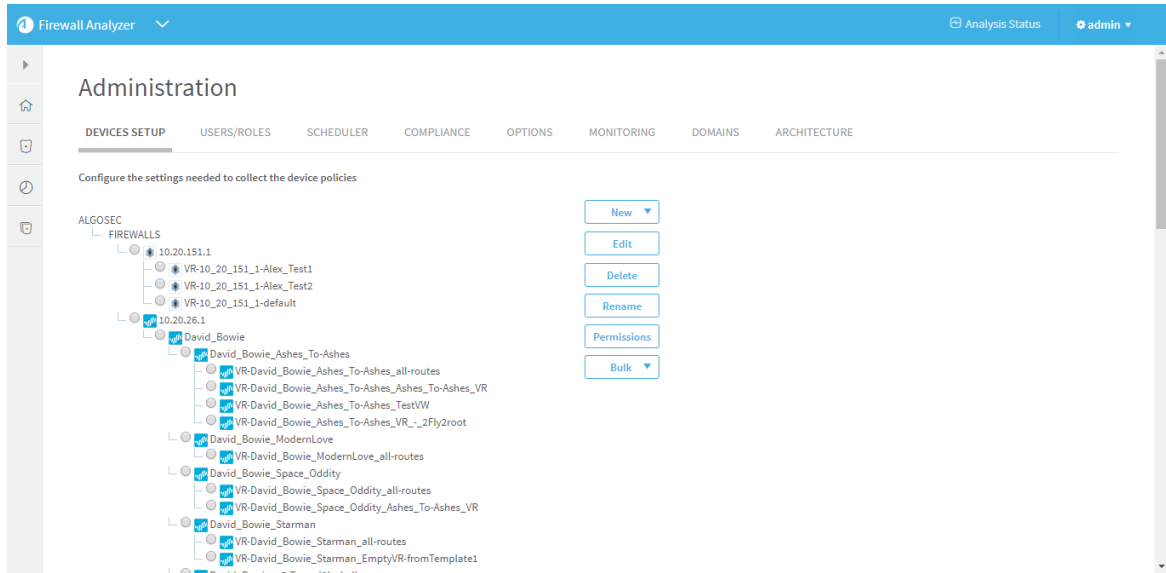 Firewall Analyzer
Analysis Status
admin
Administration
DEVICES SETUP USERS/ROLES SCHEDULER COMPLIANCE OPTIONS MONITORING DOMAINS ARCHITECTURE
Configure the settings needed to collect the device policies
ALGOSEC
FIREWALLS
10.20.151.1
VR-10_20_151_1-Alex_Test1
VR-10_20_151_1-Alex_Test2
VR-10_20_151_1-default
10.20.26.1
David_Bowie
David_Bowie_Ashes_To-Ashes
VR-David_Bowie_Ashes_To-Ashes_all-routes
VR-David_Bowie_Ashes_To-Ashes_Ashes_To-Ashes_VR
VR-David_Bowie_Ashes_To-Ashes_TestVW
VR-David_Bowie_Ashes_To-Ashes_VR_-_2Fly2root
David_Bowie_ModernLove
VR-David_Bowie_ModernLove_all-routes
David_Bowie_Space_Oddity
VR-David_Bowie_Space_Oddity_all-routes
VR-David_Bowie_Space_Oddity_Ashes_To-Ashes_VR
David_Bowie_Starman
VR-David_Bowie_Starman_all-routes
VR-David_Bowie_Starman_EmptyVR-fromTemplate1
New
Edit
Delete
Rename
Permissions
Bulk